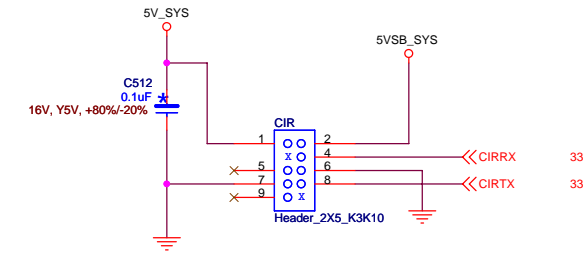 5V_SYS
5VSB_SYS
C512
0.1uF
16V, Y5V, +80%/-20%
CIR
1 2
X 4 CIRRX 33
5 6
7 8 CIRTX 33
9 X
Header_2X5_K3K10